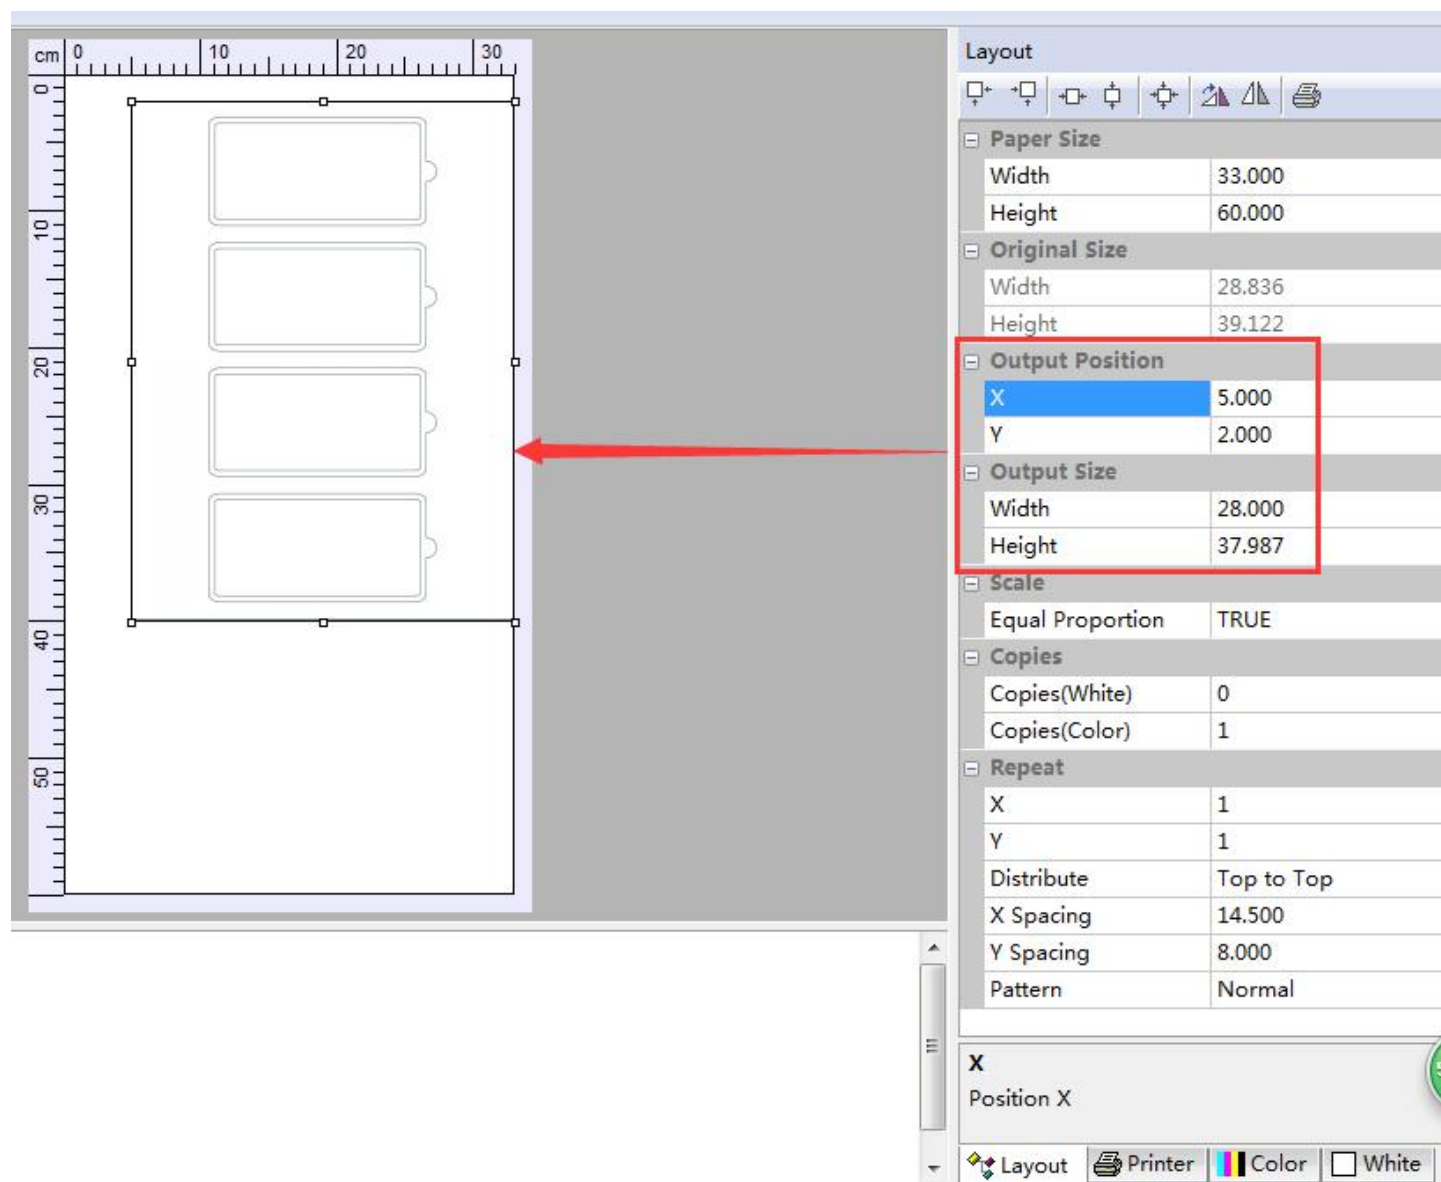 cm 0 10 20 30
0
10
20
30
40
50
Layout
Paper Size
Width 33.000
Height 60.000
Original Size
Width 28.836
Height 39.122
Output Position
X 5.000
Y 2.000
Output Size
Width 28.000
Height 37.987
Scale
Equal Proportion TRUE
Copies
Copies(White) 0
Copies(Color) 1
Repeat
X 1
Y 1
Distribute Top to Top
X Spacing 14.500
Y Spacing 8.000
Pattern Normal
X
Position X
Layout Printer Color White